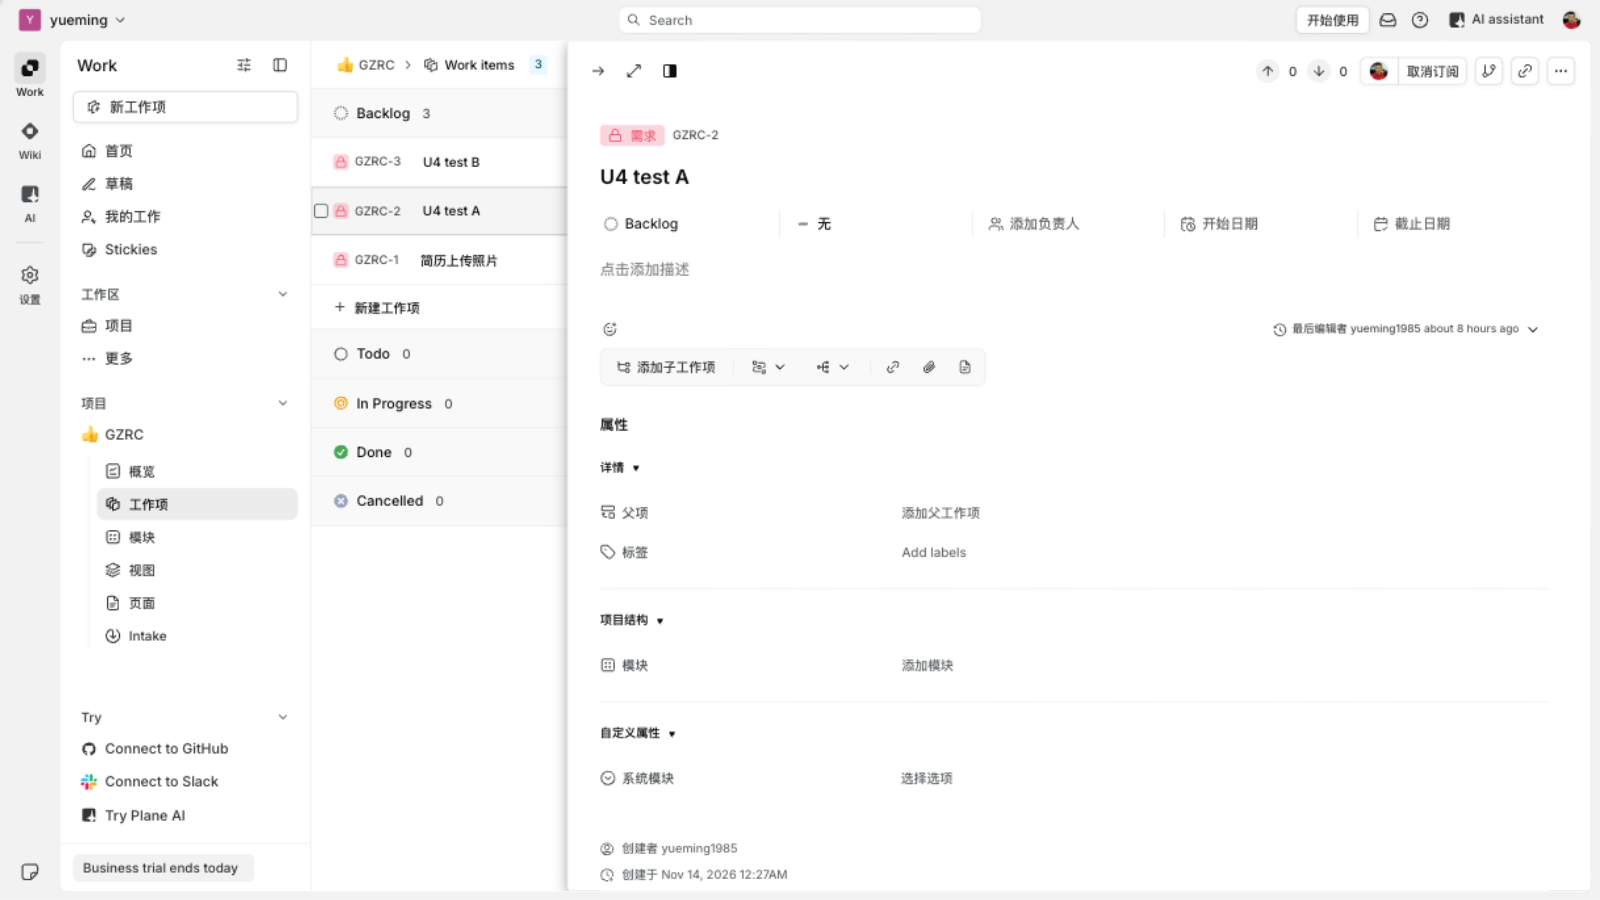 Y yueming
Search
开始使用
AI assistant
Work
Wiki
AI
设置
Work
新工作项
首页
草稿
我的工作
Stickies
工作区
项目
更多
项目
GZRC
概览
工作项
模块
视图
页面
Intake
Try
Connect to GitHub
Connect to Slack
Try Plane AI
Business trial ends today
GZRC > Work items 3
Backlog 3
GZRC-3 U4 test B
GZRC-2 U4 test A
GZRC-1 简历上传照片
+ 新建工作项
Todo 0
In Progress 0
Done 0
Cancelled 0
0 0 取消订阅
需求 GZRC-2
U4 test A
Backlog
无
添加负责人
开始日期
截止日期
点击添加描述
最后编辑者 yueming1985 about 8 hours ago
添加子工作项
属性
详情
父项 添加父工作项
标签 Add labels
项目结构
模块 添加模块
自定义属性
系统模块 选择选项
创建者 yueming1985
创建于 Nov 14, 2026 12:27AM